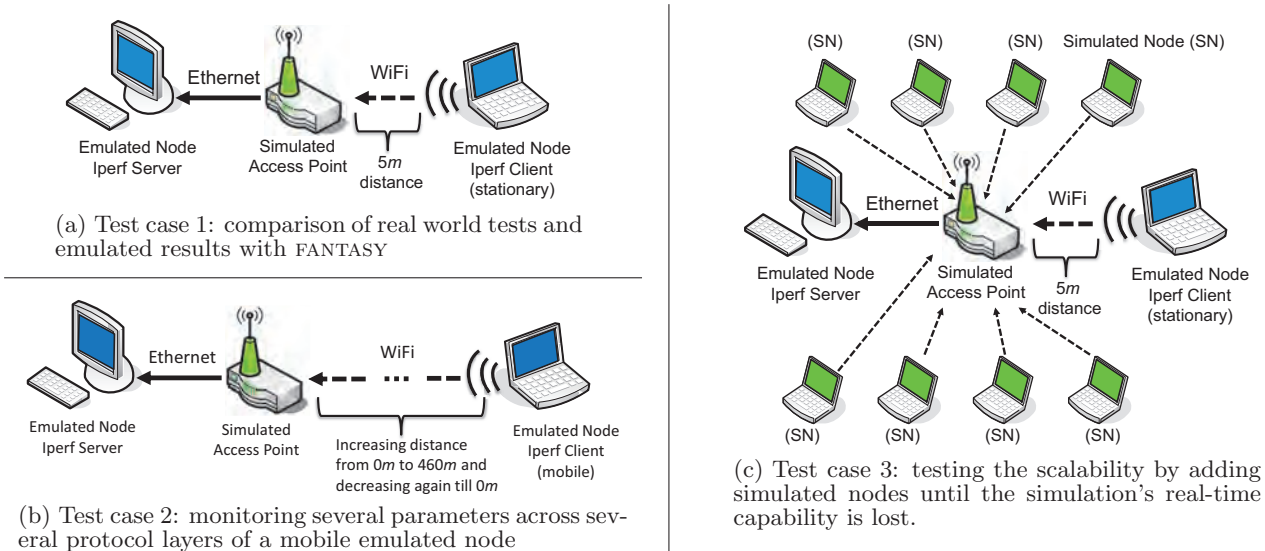 Ethernet
WiFi
Emulated Node
Iperf Server
Simulated
Access Point
5m
distance
Emulated Node
Iperf Client
(stationary)
(a) Test case 1: comparison of real world tests and
emulated results with FANTASY
Ethernet
WiFi
Emulated Node
Iperf Server
Simulated
Access Point
Increasing distance
from 0m to 460m and
decreasing again till 0m
Emulated Node
Iperf Client
(mobile)
(b) Test case 2: monitoring several parameters across sev-
eral protocol layers of a mobile emulated node
(SN)
(SN)
(SN)
Simulated Node (SN)
Ethernet
WiFi
Emulated Node
Iperf Server
Simulated
Access Point
5m
distance
Emulated Node
Iperf Client
(stationary)
(SN)
(SN)
(SN)
(SN)
(c) Test case 3: testing the scalability by adding
simulated nodes until the simulation's real-time
capability is lost.